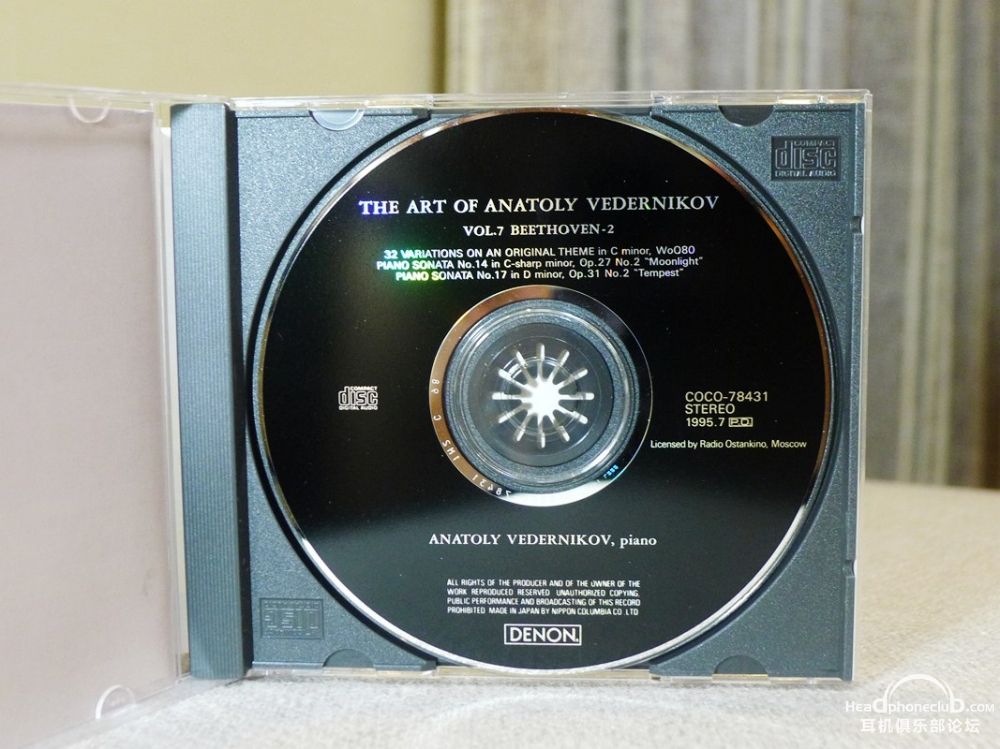 COMPACT
disc
DIGITAL AUDIO
THE ART OF ANATOLY VEDERNIKOV
VOL.7 BEETHOVEN-2
32 VARIATIONS ON AN ORIGINAL THEME in C minor, WoO80
PIANO SONATA No.14 in C-sharp minor, Op.27 No.2 "Moonlight"
PIANO SONATA No.17 in D minor, Op.31 No.2 "Tempest"
COMPACT
disc
DIGITAL AUDIO
COCO-78431
STEREO
1995.7 P.D.
Licensed by Radio Ostankino, Moscow
ANATOLY VEDERNIKOV, piano
ALL RIGHTS OF THE PRODUCER AND OF THE OWNER OF THE
WORK REPRODUCED RESERVED UNAUTHORIZED COPYING,
PUBLIC PERFORMANCE AND BROADCASTING OF THIS RECORD
PROHIBITED MADE IN JAPAN BY NIPPON COLUMBIA CO LTD
DENON
Headphoneclub.com
耳机俱乐部论坛